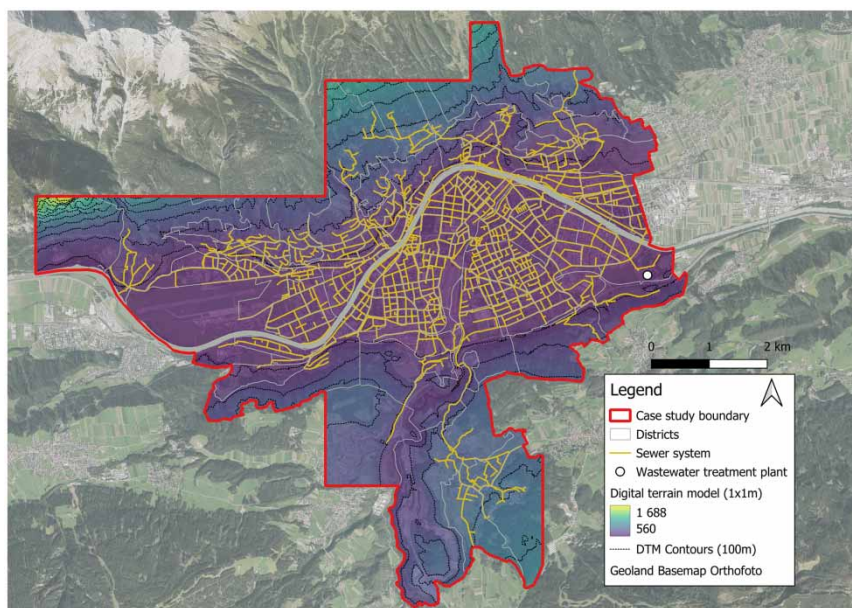 0 1 2 km
Legend
Case study boundary
Districts
Sewer system
Wastewater treatment plant
Digital terrain model (1x1m)
1 688
560
DTM Contours (100m)
Geoland Basemap Orthofoto